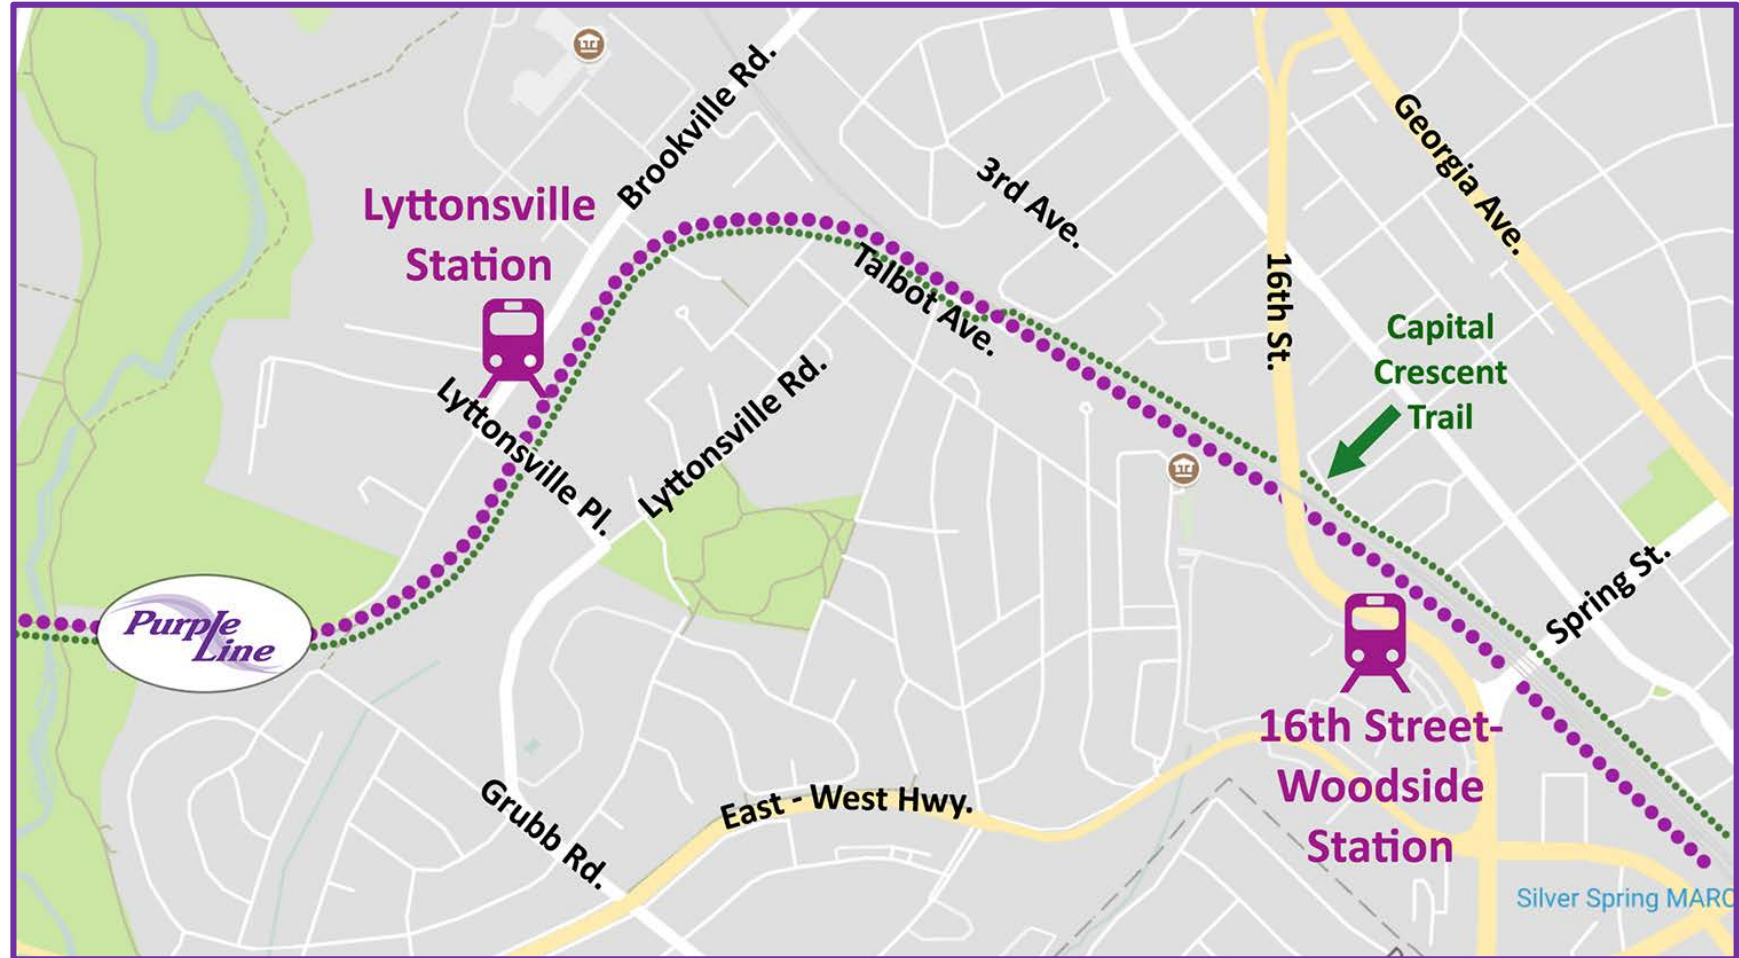 Brookville Rd.
Georgia Ave.
3rd Ave.
Lyttonsville
Station
Talbot Ave.
16th St.
Capital
Crescent
Trail
Lyttonsville Pl.
Lyttonsville Rd.
Spring St.
Purple
Line
16th Street-
Woodside
Station
Grubb Rd.
East - West Hwy.
Silver Spring MARC